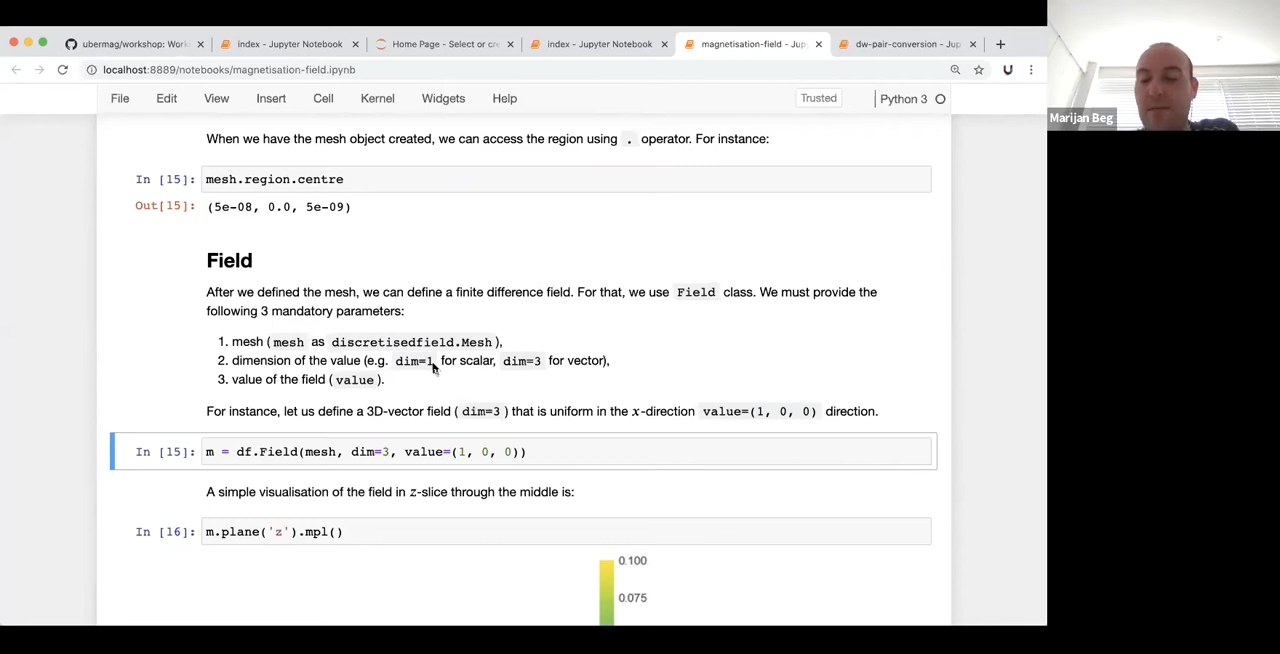 ubermag/workshop: Work
index - Jupyter Notebook
Home Page - Select or cre
index - Jupyter Notebook
magnetisation-field - Jup
dw-pair-conversion - Jup
localhost:8889/notebooks/magnetisation-field.ipynb
File Edit View Insert Cell Kernel Widgets Help Trusted Python 3
Marijan Beg
When we have the mesh object created, we can access the region using . operator. For instance:
In [15]: mesh.region.centre
Out[15]: (5e-08, 0.0, 5e-09)
Field
After we defined the mesh, we can define a finite difference field. For that, we use Field class. We must provide the
following 3 mandatory parameters:
1. mesh (mesh as discretisedfield.Mesh),
2. dimension of the value (e.g. dim=1 for scalar, dim=3 for vector),
3. value of the field (value).
For instance, let us define a 3D-vector field (dim=3) that is uniform in the x-direction value=(1, 0, 0) direction.
In [15]: m = df.Field(mesh, dim=3, value=(1, 0, 0))
A simple visualisation of the field in z-slice through the middle is:
In [16]: m.plane('z').mpl()
0.100
0.075